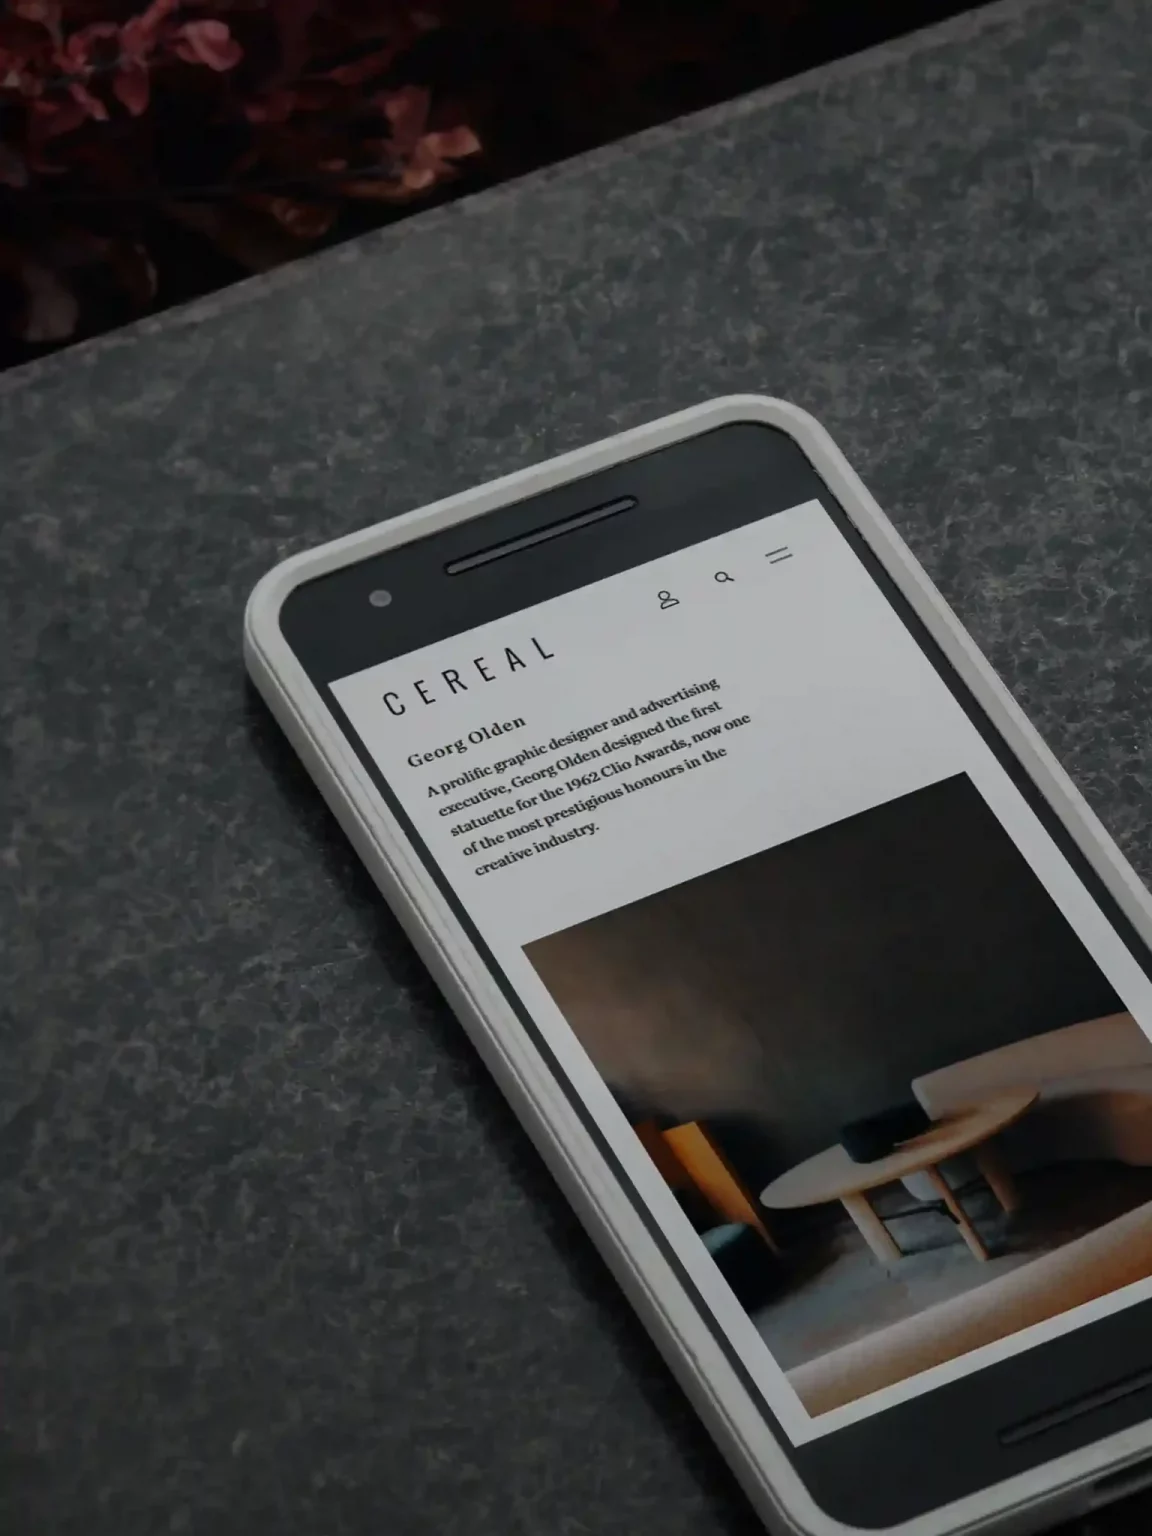 CEREAL
Georg Olden
A prolific graphic designer and advertising
executive, Georg Olden designed the first
statuette for the 1962 Clio Awards, now one
of the most prestigious honours in the
creative industry.